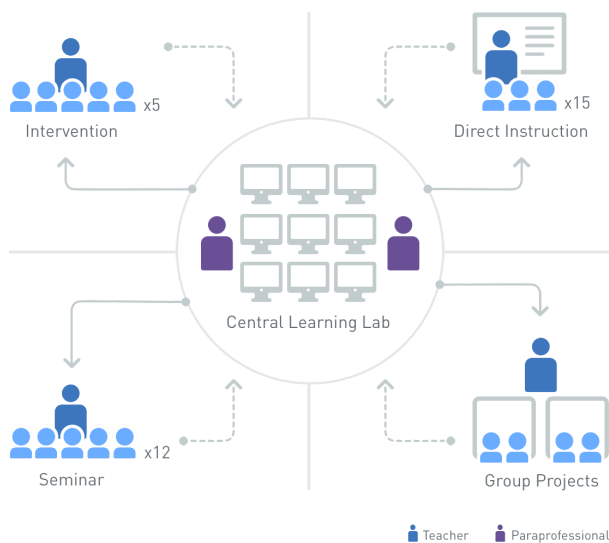 x5
Intervention
x15
Direct Instruction
Central Learning Lab
x12
Seminar
Group Projects
Teacher
Paraprofessional